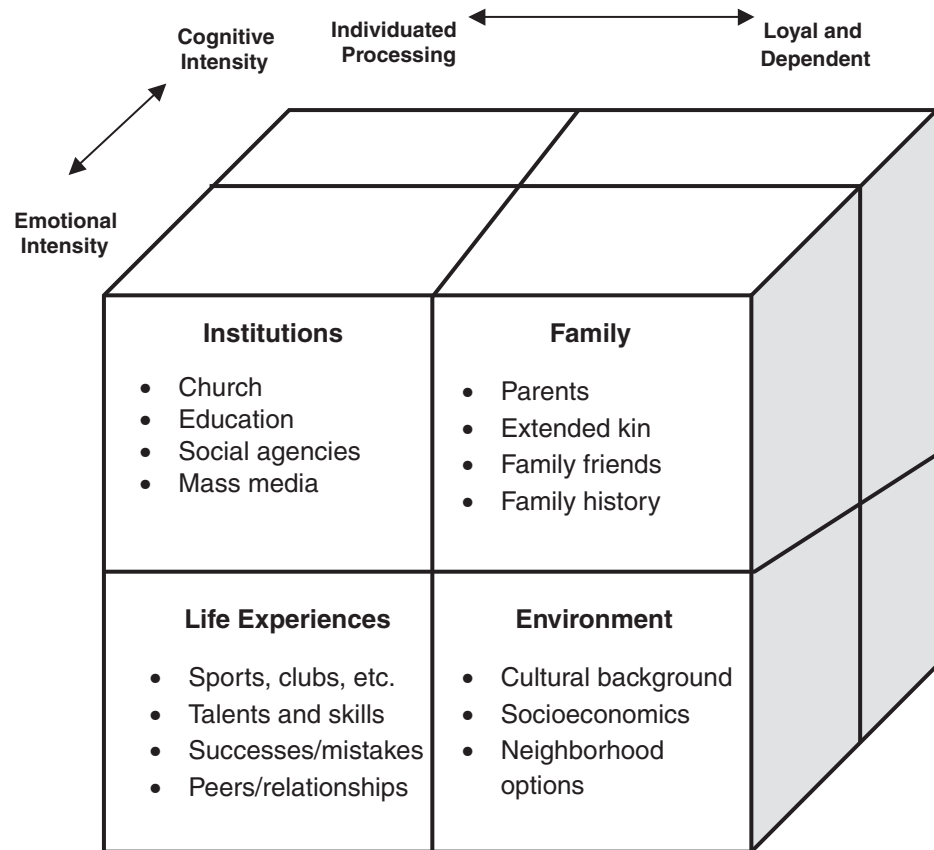 Cognitive
Intensity
Individuated
Processing
Loyal and
Dependent
Emotional
Intensity
Institutions
• Church
• Education
• Social agencies
• Mass media
Family
• Parents
• Extended kin
• Family friends
• Family history
Life Experiences
• Sports, clubs, etc.
• Talents and skills
• Successes/mistakes
• Peers/relationships
Environment
• Cultural background
• Socioeconomics
• Neighborhood
options